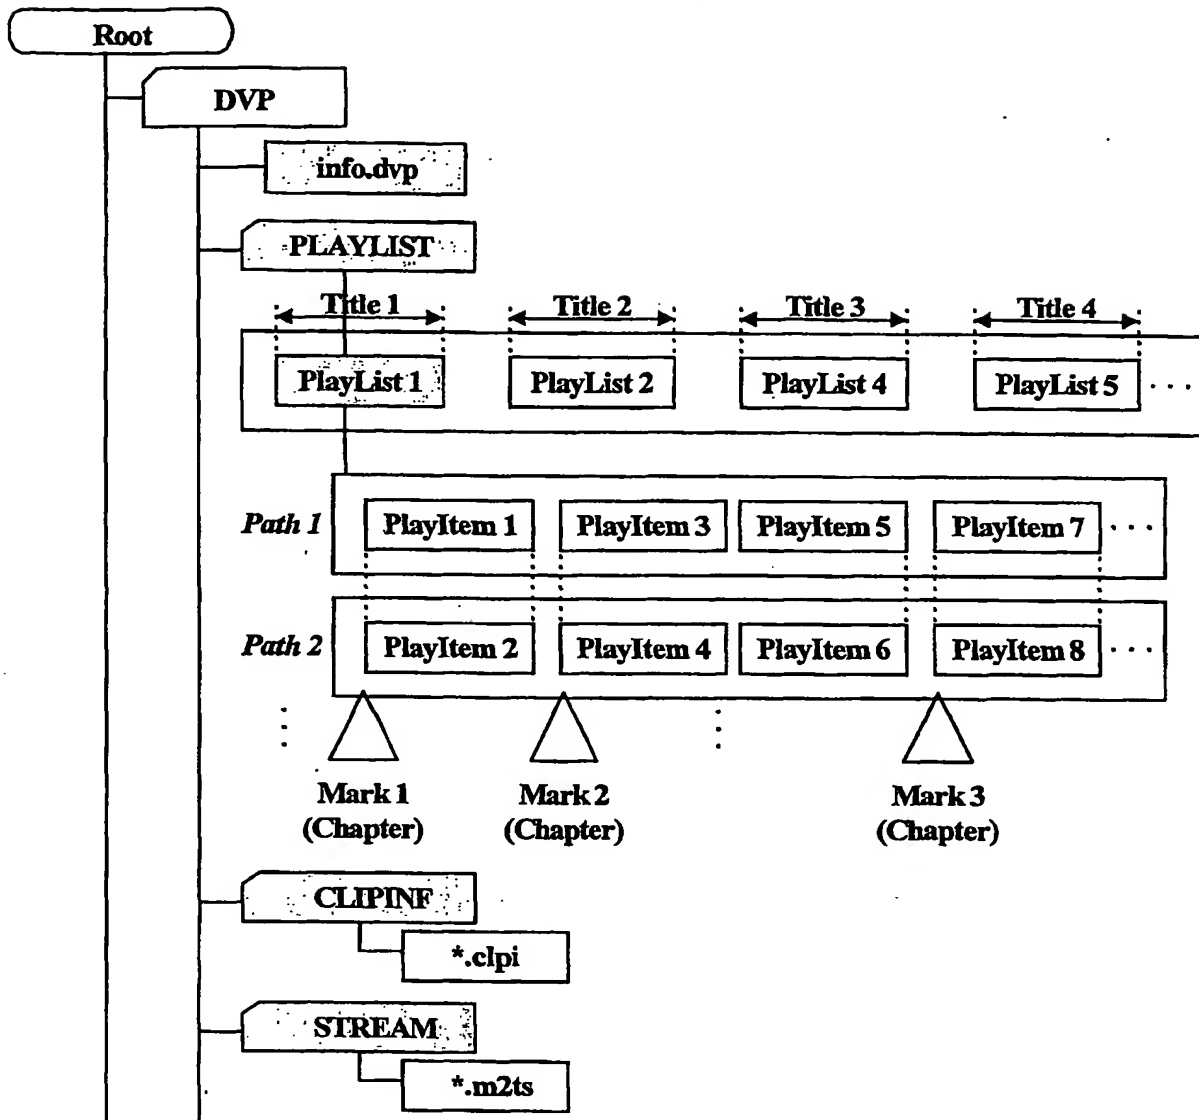 Root
DVP
info.dvp
PLAYLIST
Title 1 Title 2 Title 3 Title 4
PlayList 1 PlayList 2 PlayList 4 PlayList 5 ...
Path 1 PlayItem 1 PlayItem 3 PlayItem 5 PlayItem 7 ...
Path 2 PlayItem 2 PlayItem 4 PlayItem 6 PlayItem 8 ...
Mark 1 Mark 2 Mark 3
(Chapter) (Chapter) (Chapter)
CLIPINF
*.clpi
STREAM
*.m2ts